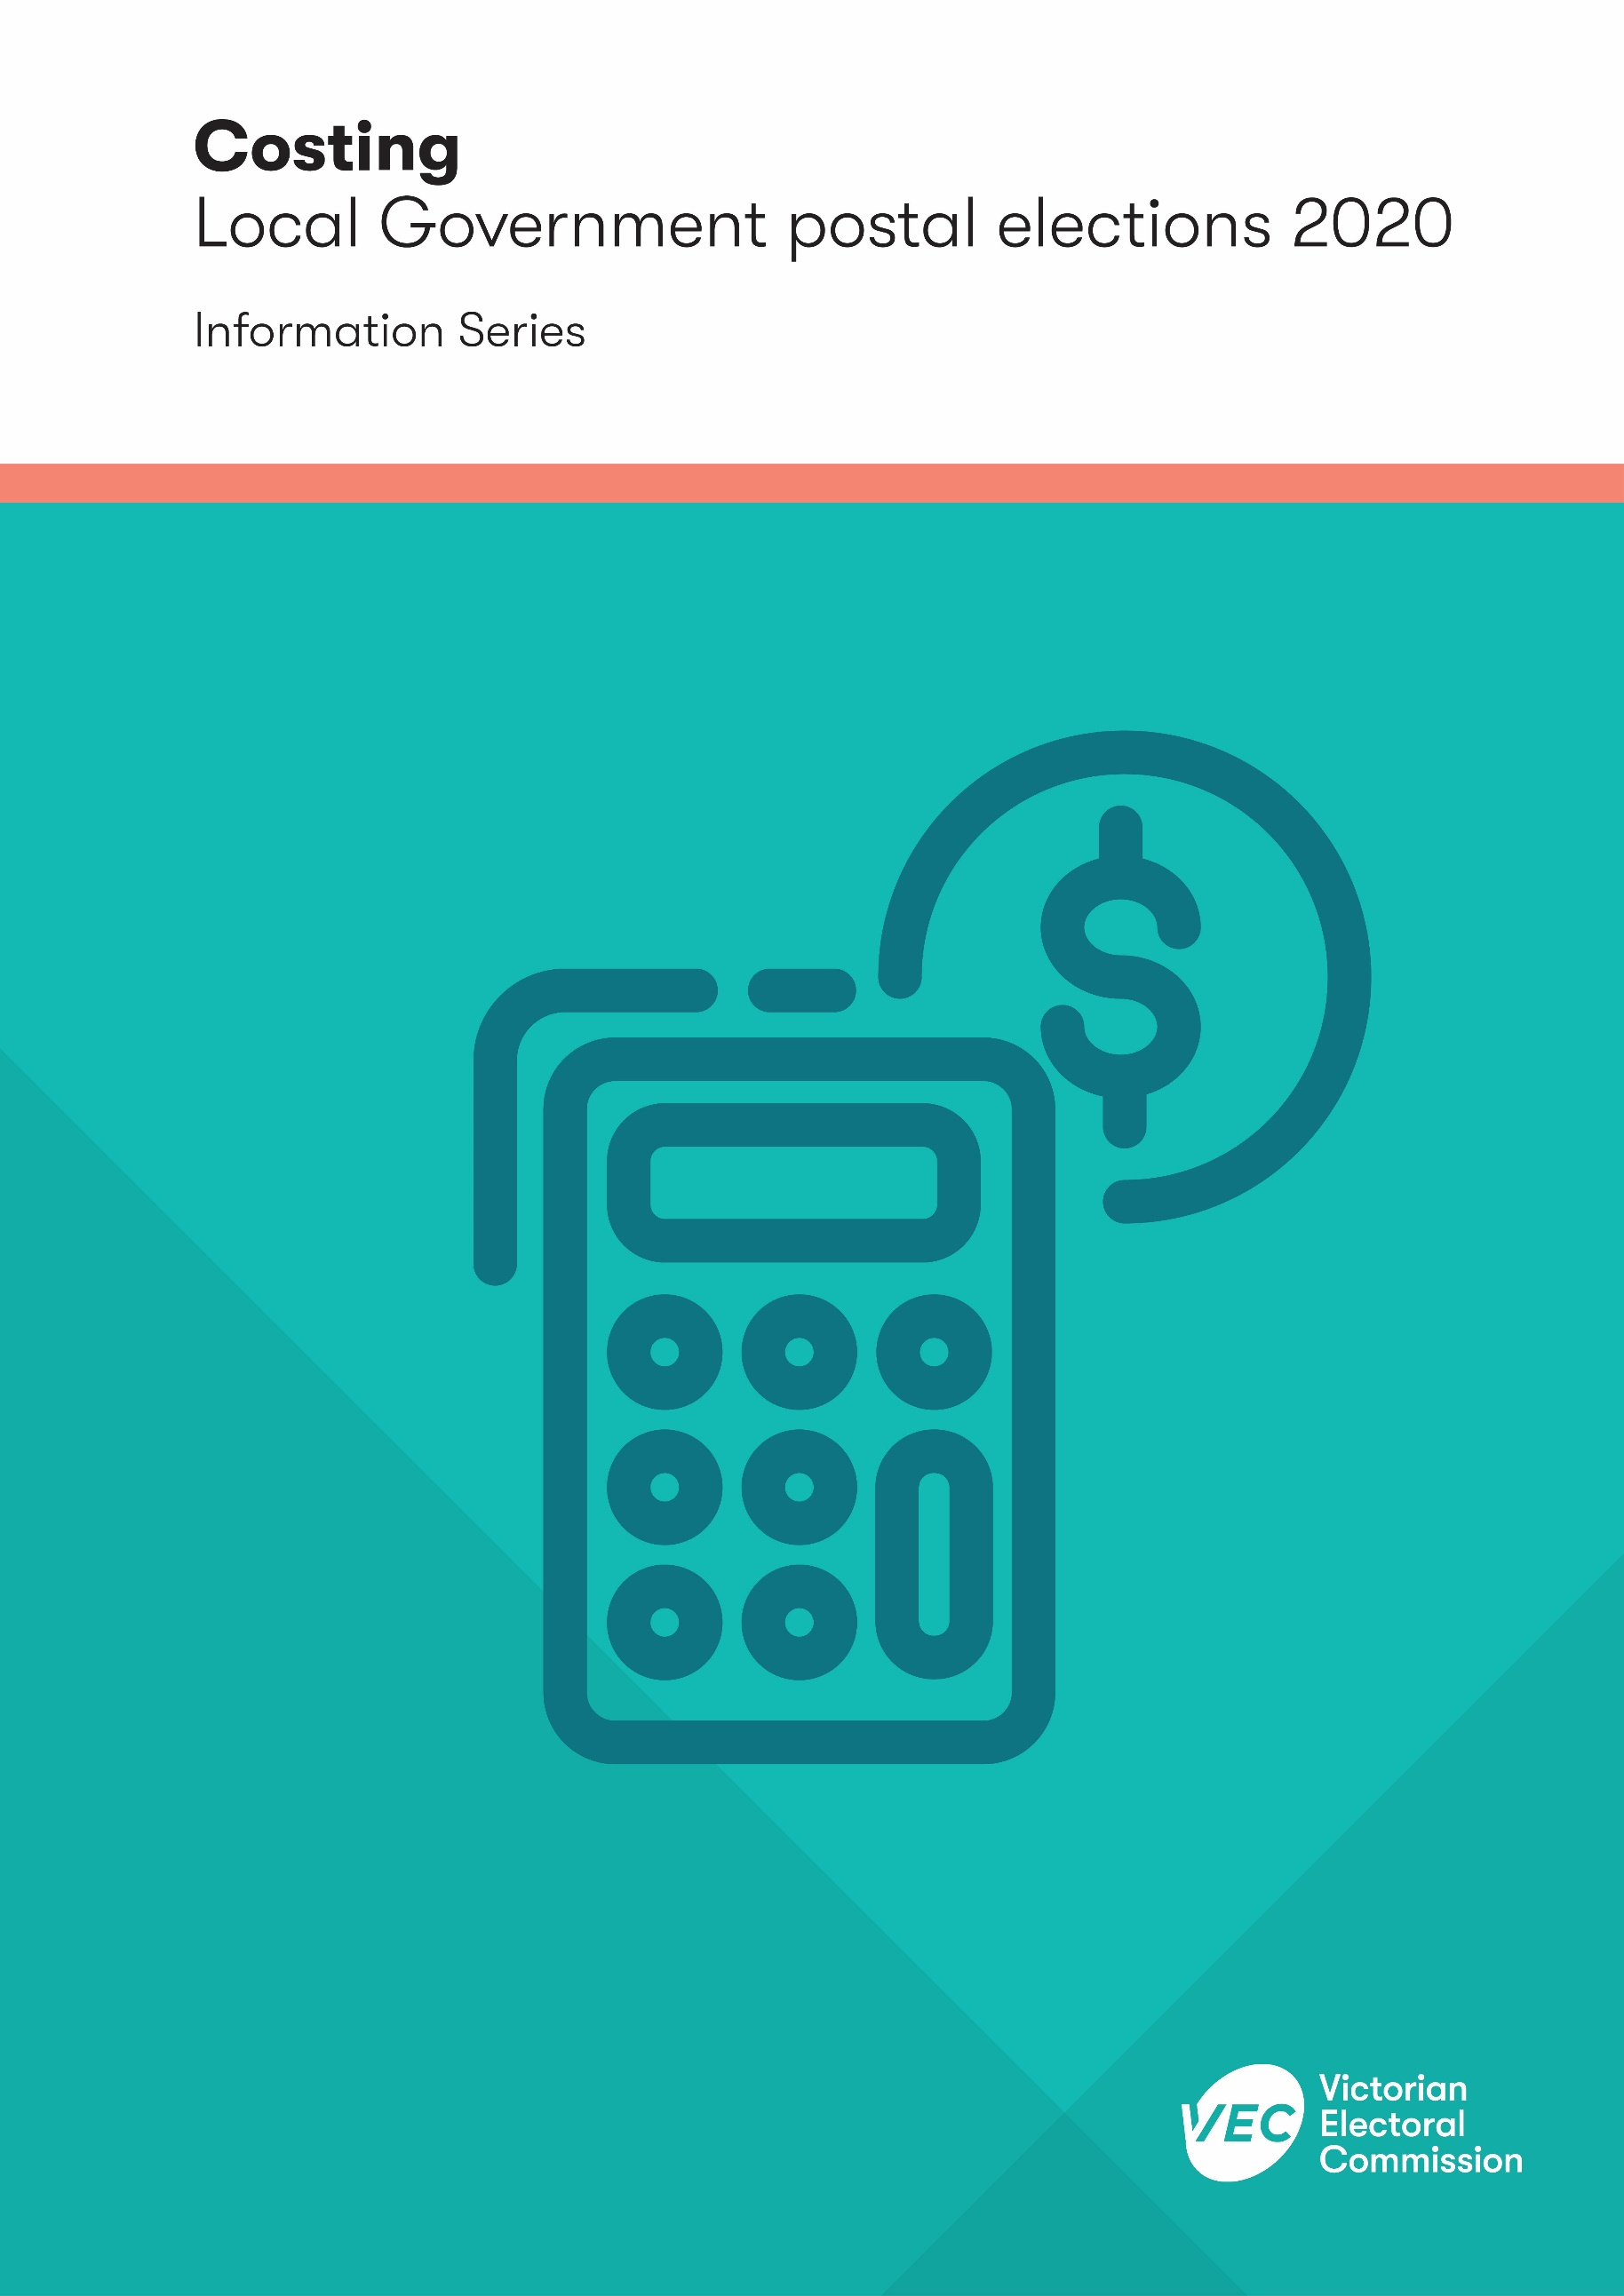 Costing
Local Government postal elections 2020
Information Series
VEC
Victorian
Electoral
Commission